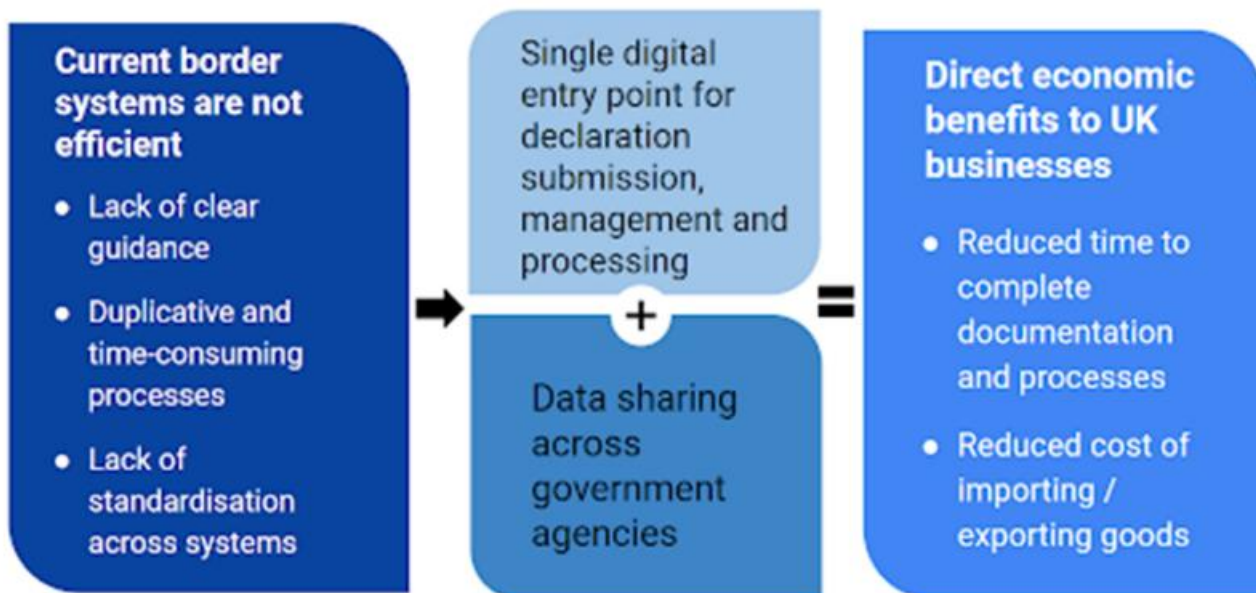 Current border
systems are not
efficient
● Lack of clear
guidance
● Duplicative and
time-consuming
processes
● Lack of
standardisation
across systems
Single digital
entry point for
declaration
submission,
management and
processing
+
Data sharing
across
government
agencies
=
Direct economic
benefits to UK
businesses
● Reduced time to
complete
documentation
and processes
● Reduced cost of
importing /
exporting goods